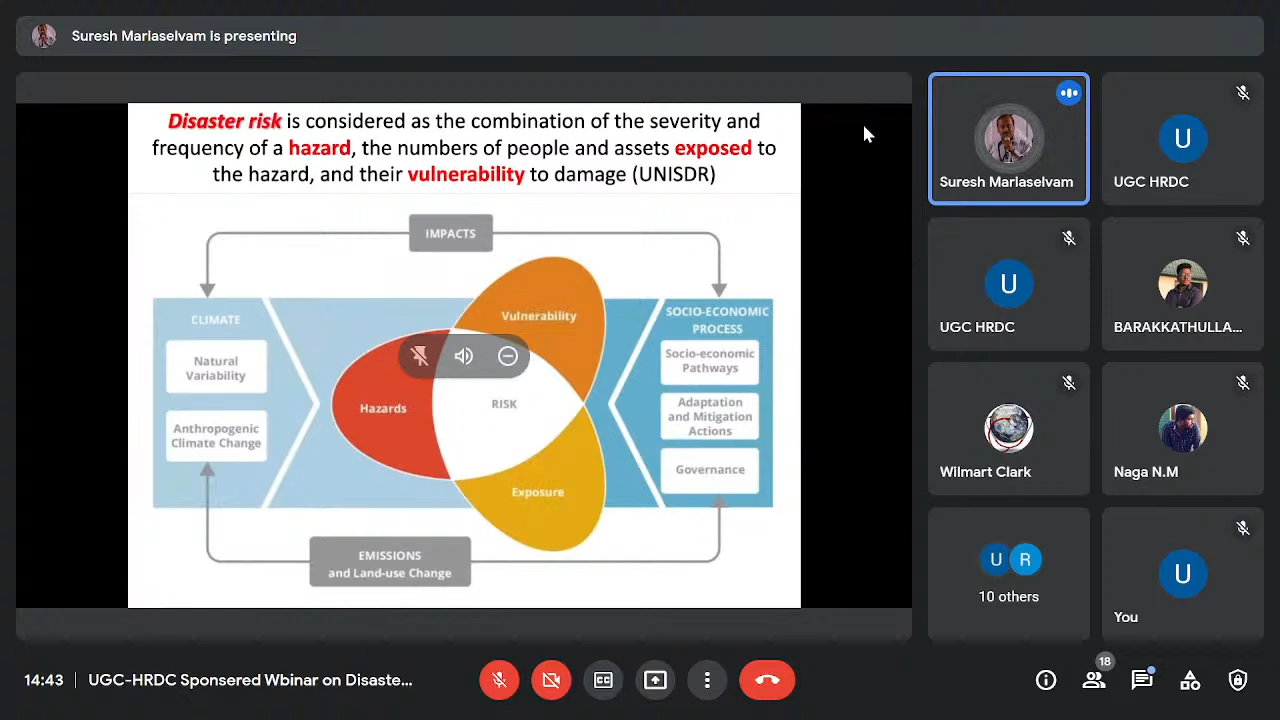 Suresh Mariaselvam is presenting
Disaster risk is considered as the combination of the severity and
frequency of a hazard, the numbers of people and assets exposed to
the hazard, and their vulnerability to damage (UNISDR)
IMPACTS
CLIMATE
Natural
Variability
Anthropogenic
Climate Change
Vulnerability
Hazards
RISK
Exposure
SOCIO-ECONOMIC
PROCESS
Socio-economic
Pathways
Adaptation
and Mitigation
Actions
Governance
EMISSIONS
and Land-use Change
Suresh Mariaselvam
U
UGC HRDC
U
UGC HRDC
BARAKKATHULLA...
Wilmart Clark
Naga N.M
U R
10 others
U
You
14:43
UGC-HRDC Sponsered Wbinar on Disaste...
18